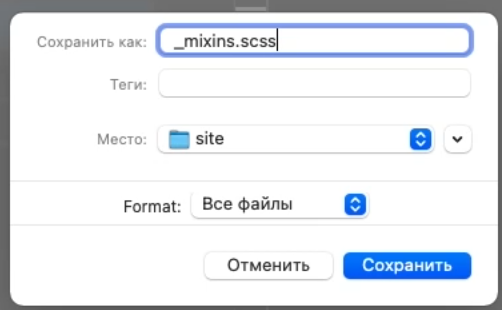 Сохранить как: _mixins.scss
Теги:
Место: site
Format: Все файлы
Отменить Сохранить